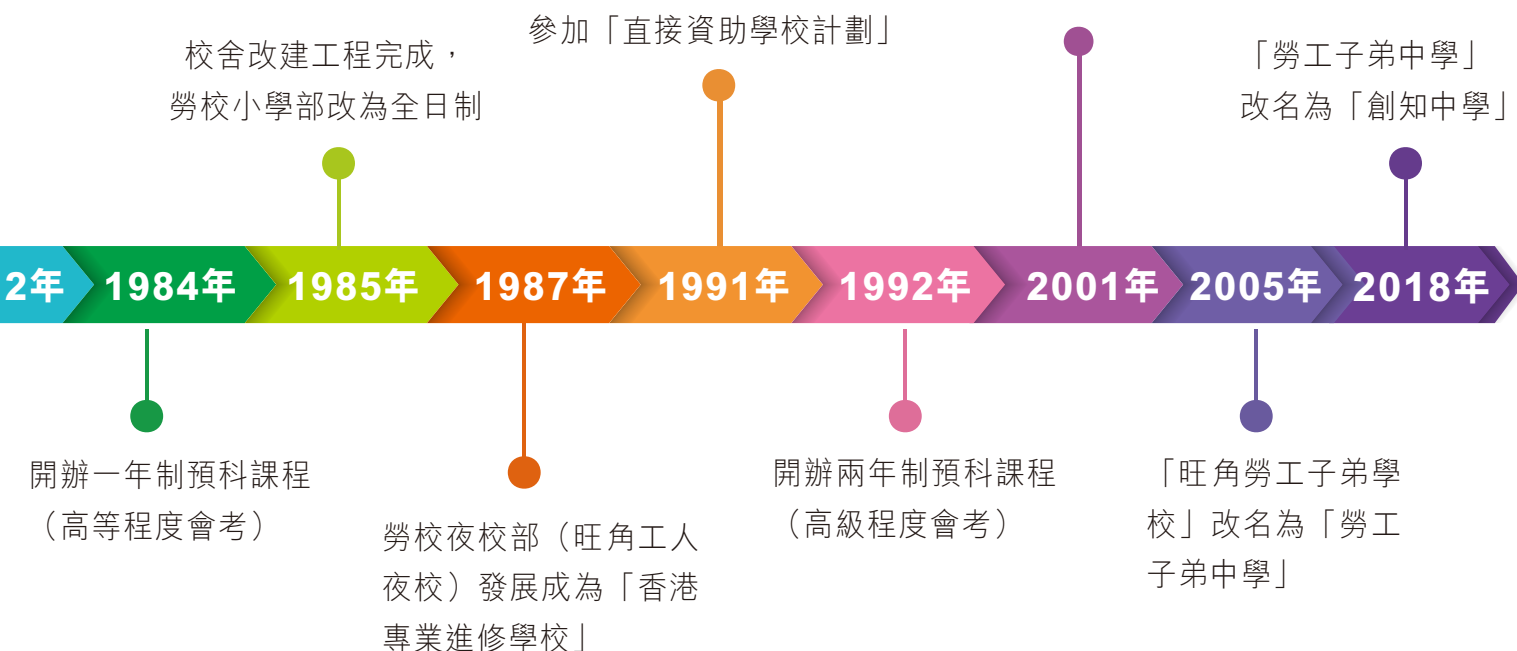 參加「直接資助學校計劃」
校舍改建工程完成，
勞校小學部改為全日制
「勞工子弟中學」
改名為「創知中學」
2年
1984年
1985年
1987年
1991年
1992年
2001年
2005年
2018年
開辦一年制預科課程
（高等程度會考）
勞校夜校部（旺角工人
夜校）發展成為「香港
專業進修學校」
開辦兩年制預科課程
（高級程度會考）
「旺角勞工子弟學
校」改名為「勞工
子弟中學」